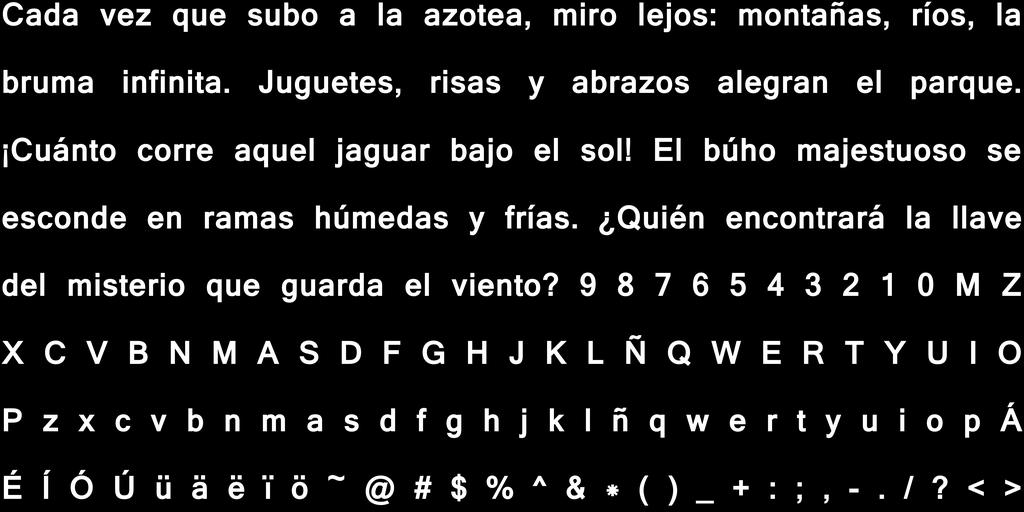 Cada vez que subo a la azotea, miro lejos: montañas, ríos, la
bruma infinita. Juguetes, risas y abrazos alegran el parque.
¡Cuánto corre aquel jaguar bajo el sol! El búho majestuoso se
esconde en ramas húmedas y frías. ¿Quién encontrará la llave
del misterio que guarda el viento? 9 8 7 6 5 4 3 2 1 0 M Z
X C V B N M A S D F G H J K L Ñ Q W E R T Y U I O
P z x c v b n m a s d f g h j k l ñ q w e r t y u i o p Á
É Í Ó Ú ü ä ë ï ö ~ @ # $ % ^ & * ( ) _ + : ; , - . / ? < >